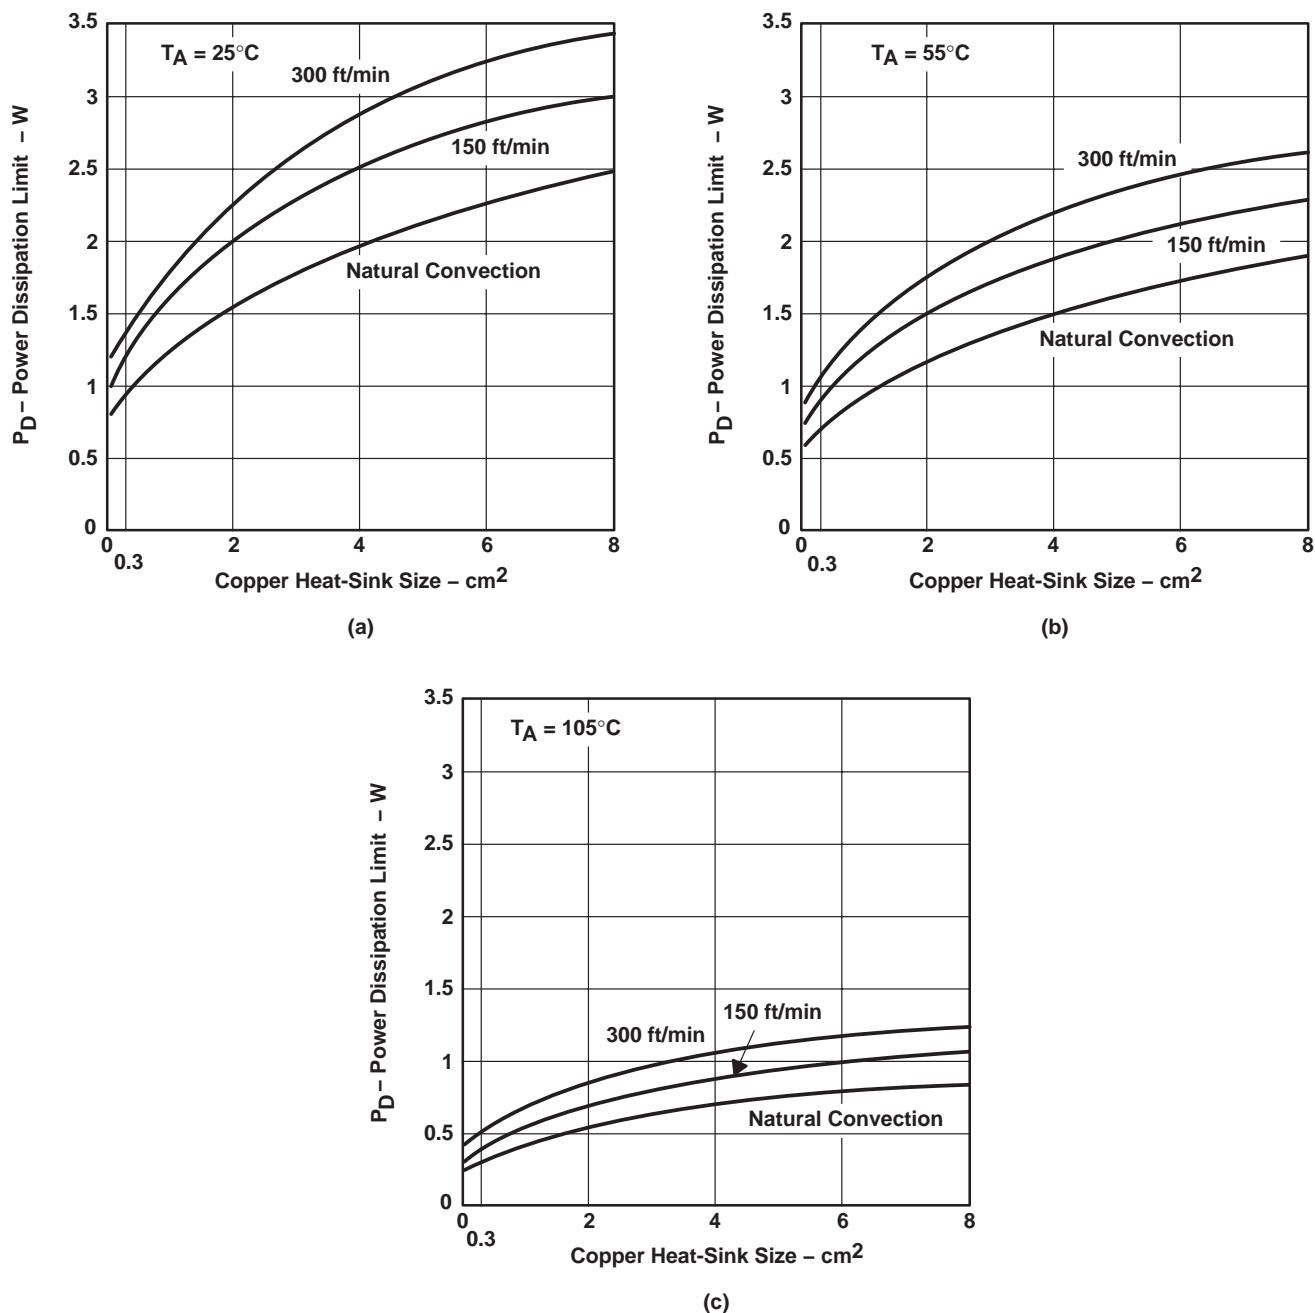 P_D – Power Dissipation Limit – W
3.5
3
2.5
2
1.5
1
0.5
0
T_A = 25°C
300 ft/min
150 ft/min
Natural Convection
0 2 4 6 8
0.3
Copper Heat-Sink Size – cm²
(a)
P_D – Power Dissipation Limit – W
3.5
3
2.5
2
1.5
1
0.5
0
T_A = 55°C
300 ft/min
150 ft/min
Natural Convection
0 2 4 6 8
0.3
Copper Heat-Sink Size – cm²
(b)
P_D – Power Dissipation Limit – W
3.5
3
2.5
2
1.5
1
0.5
0
T_A = 105°C
150 ft/min
300 ft/min
Natural Convection
0 2 4 6 8
0.3
Copper Heat-Sink Size – cm²
(c)